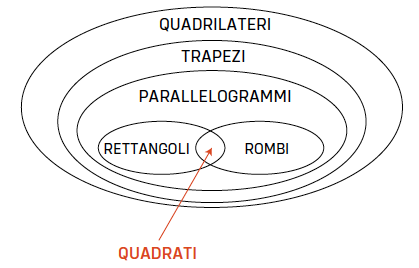 QUADRILATERI
TRAPEZI
PARALLELOGRAMMI
RETTANGOLI
ROMBI
QUADRATI